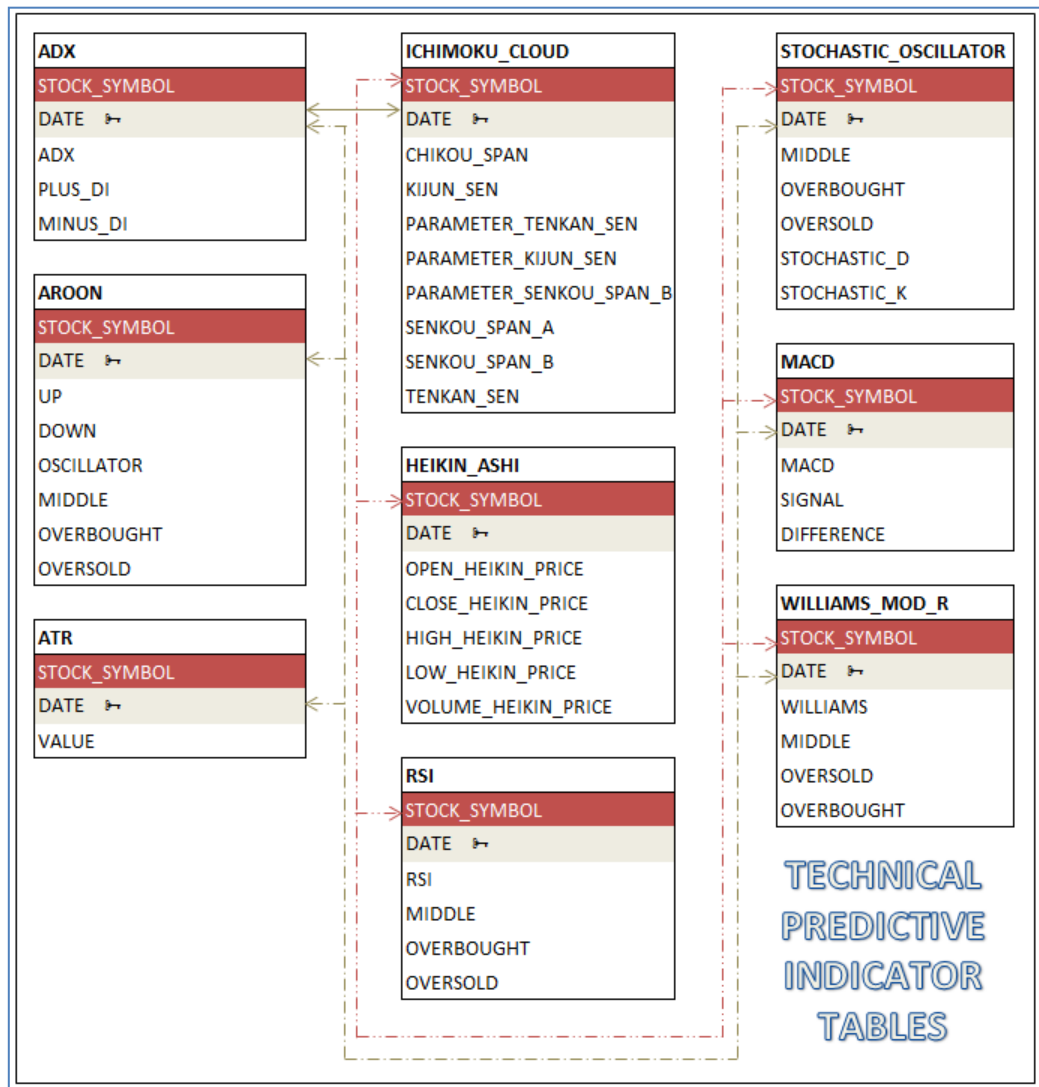 ADX
STOCK_SYMBOL
DATE
ADX
PLUS_DI
MINUS_DI
AROON
STOCK_SYMBOL
DATE
UP
DOWN
OSCILLATOR
MIDDLE
OVERBOUGHT
OVERSOLD
ATR
STOCK_SYMBOL
DATE
VALUE
ICHIMOKU_CLOUD
STOCK_SYMBOL
DATE
CHIKOU_SPAN
KIJUN_SEN
PARAMETER_TENKAN_SEN
PARAMETER_KIJUN_SEN
PARAMETER_SENKOU_SPAN_B
SENKOU_SPAN_A
SENKOU_SPAN_B
TENKAN_SEN
HEIKIN_ASHI
STOCK_SYMBOL
DATE
OPEN_HEIKIN_PRICE
CLOSE_HEIKIN_PRICE
HIGH_HEIKIN_PRICE
LOW_HEIKIN_PRICE
VOLUME_HEIKIN_PRICE
RSI
STOCK_SYMBOL
DATE
RSI
MIDDLE
OVERBOUGHT
OVERSOLD
STOCHASTIC_OSCILLATOR
STOCK_SYMBOL
DATE
MIDDLE
OVERBOUGHT
OVERSOLD
STOCHASTIC_D
STOCHASTIC_K
MACD
STOCK_SYMBOL
DATE
MACD
SIGNAL
DIFFERENCE
WILLIAMS_MOD_R
STOCK_SYMBOL
DATE
WILLIAMS
MIDDLE
OVERSOLD
OVERBOUGHT
TECHNICAL
PREDICTIVE
INDICATOR
TABLES